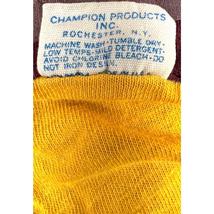 CHAMPION PRODUCTS
INC.
ROCHESTER, N.Y.
MACHINE WASH-TUMBLE DRY-
LOW TEMPS-MILD DETERGENT-
AVOID CHLORINE BLEACH-DO
NOT IRON DESIGN.